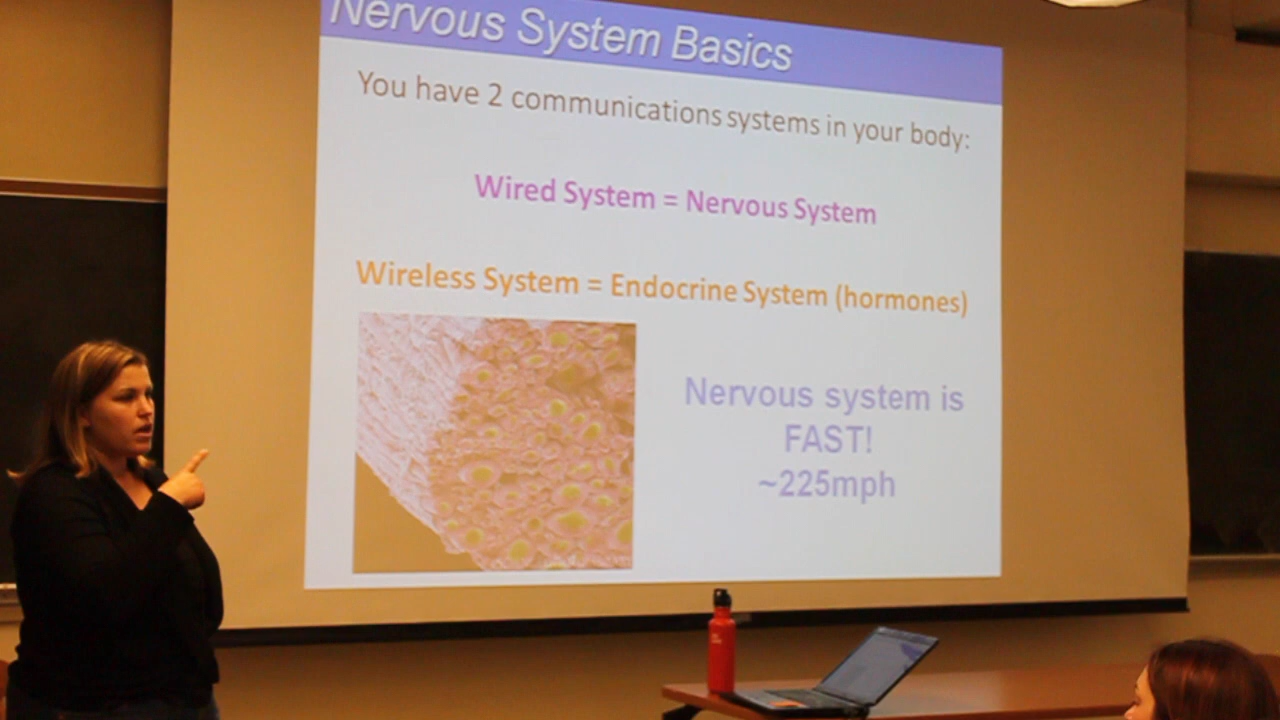 Nervous System Basics
You have 2 communications systems in your body:
Wired System = Nervous System
Wireless System = Endocrine System (hormones)
Nervous system is
FAST!
~225mph